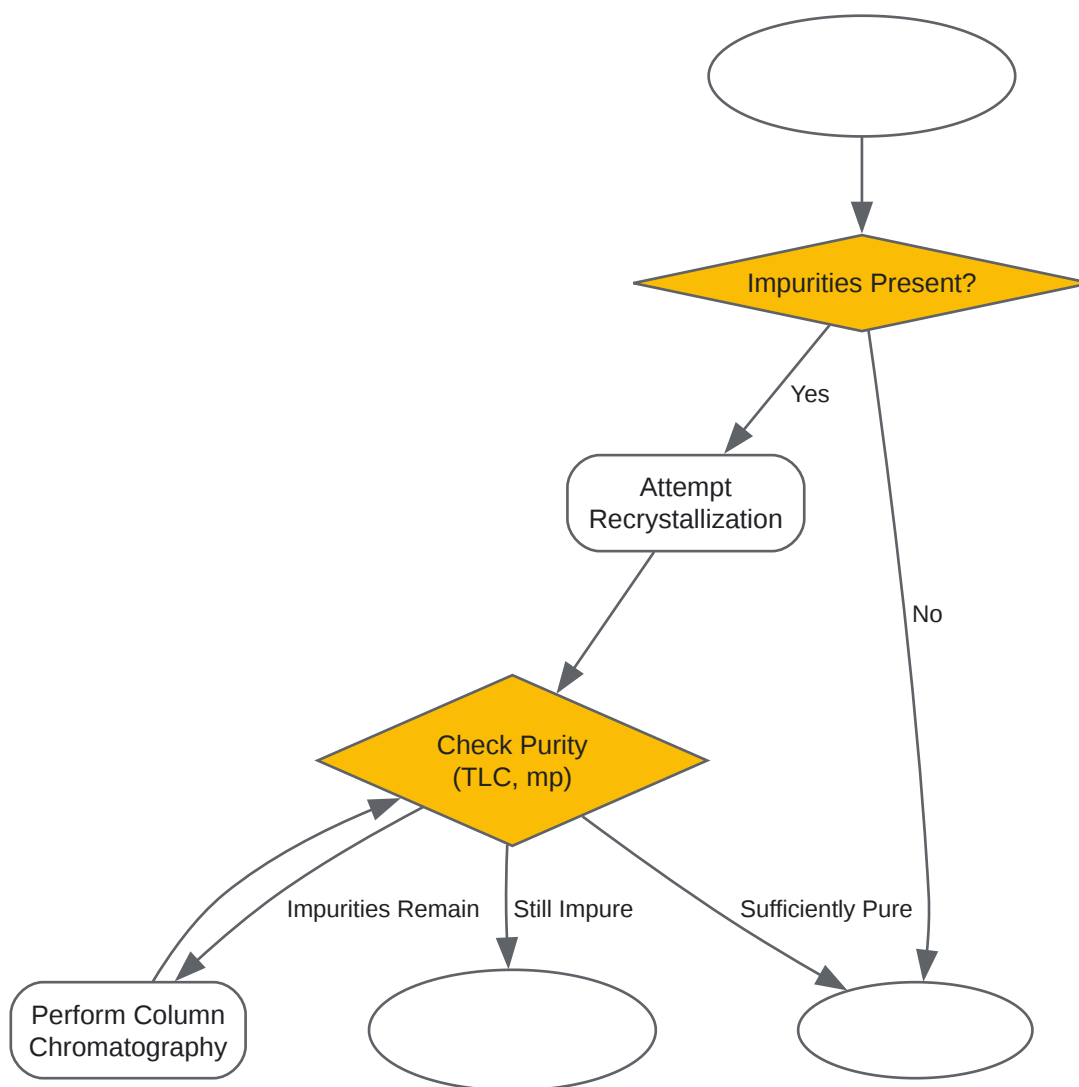 Impurities Present?
Yes
Attempt
Recrystallization
No
Check Purity
(TLC, mp)
Impurities Remain
Still Impure
Sufficiently Pure
Perform Column
Chromatography